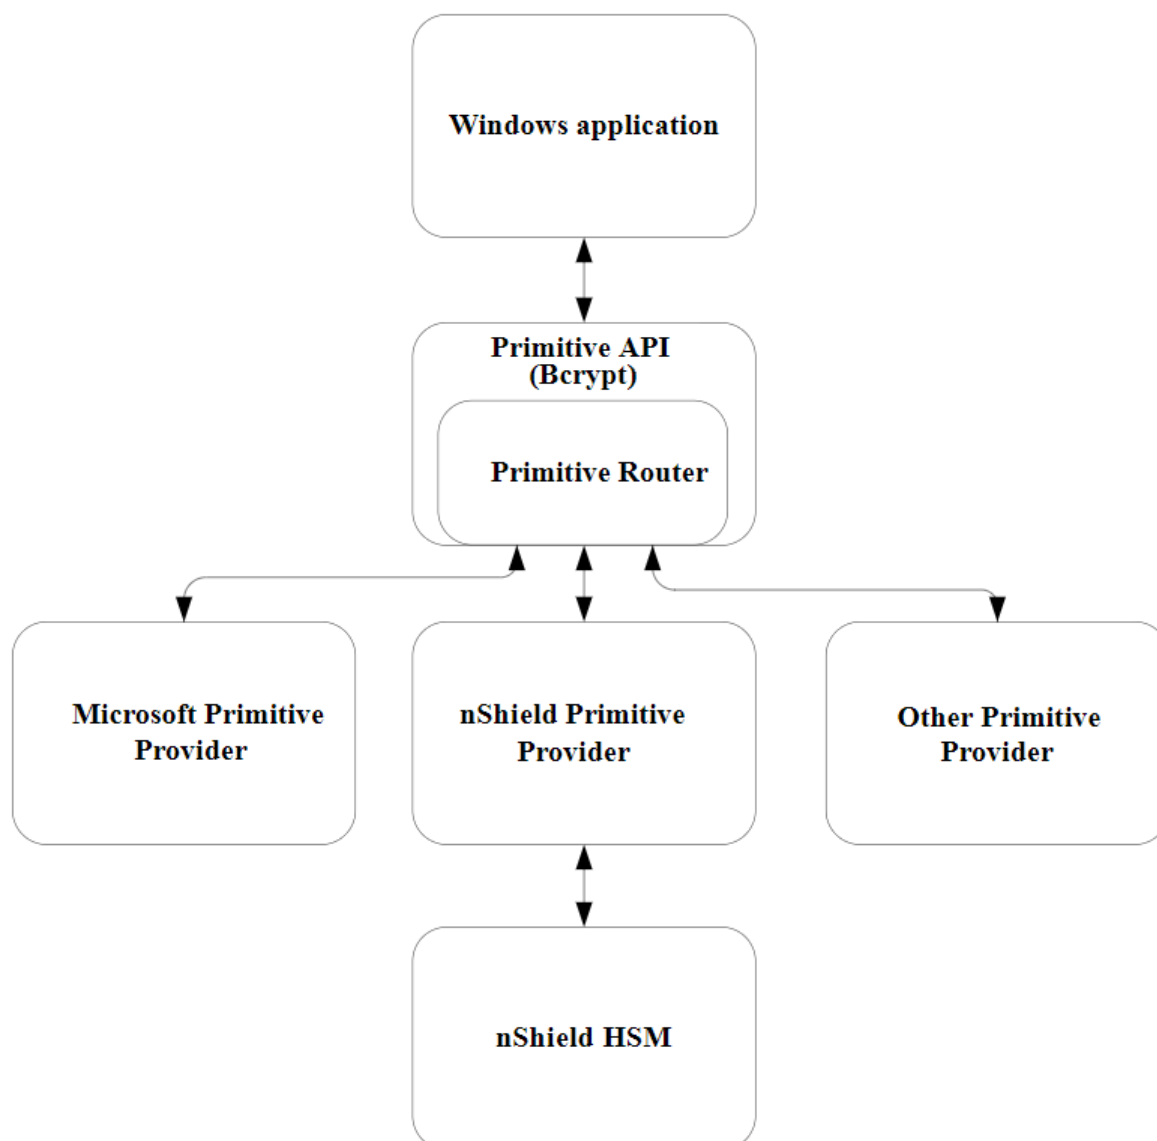 Windows application
Primitive API
(Bcrypt)
Primitive Router
Microsoft Primitive
Provider
nShield Primitive
Provider
Other Primitive
Provider
nShield HSM